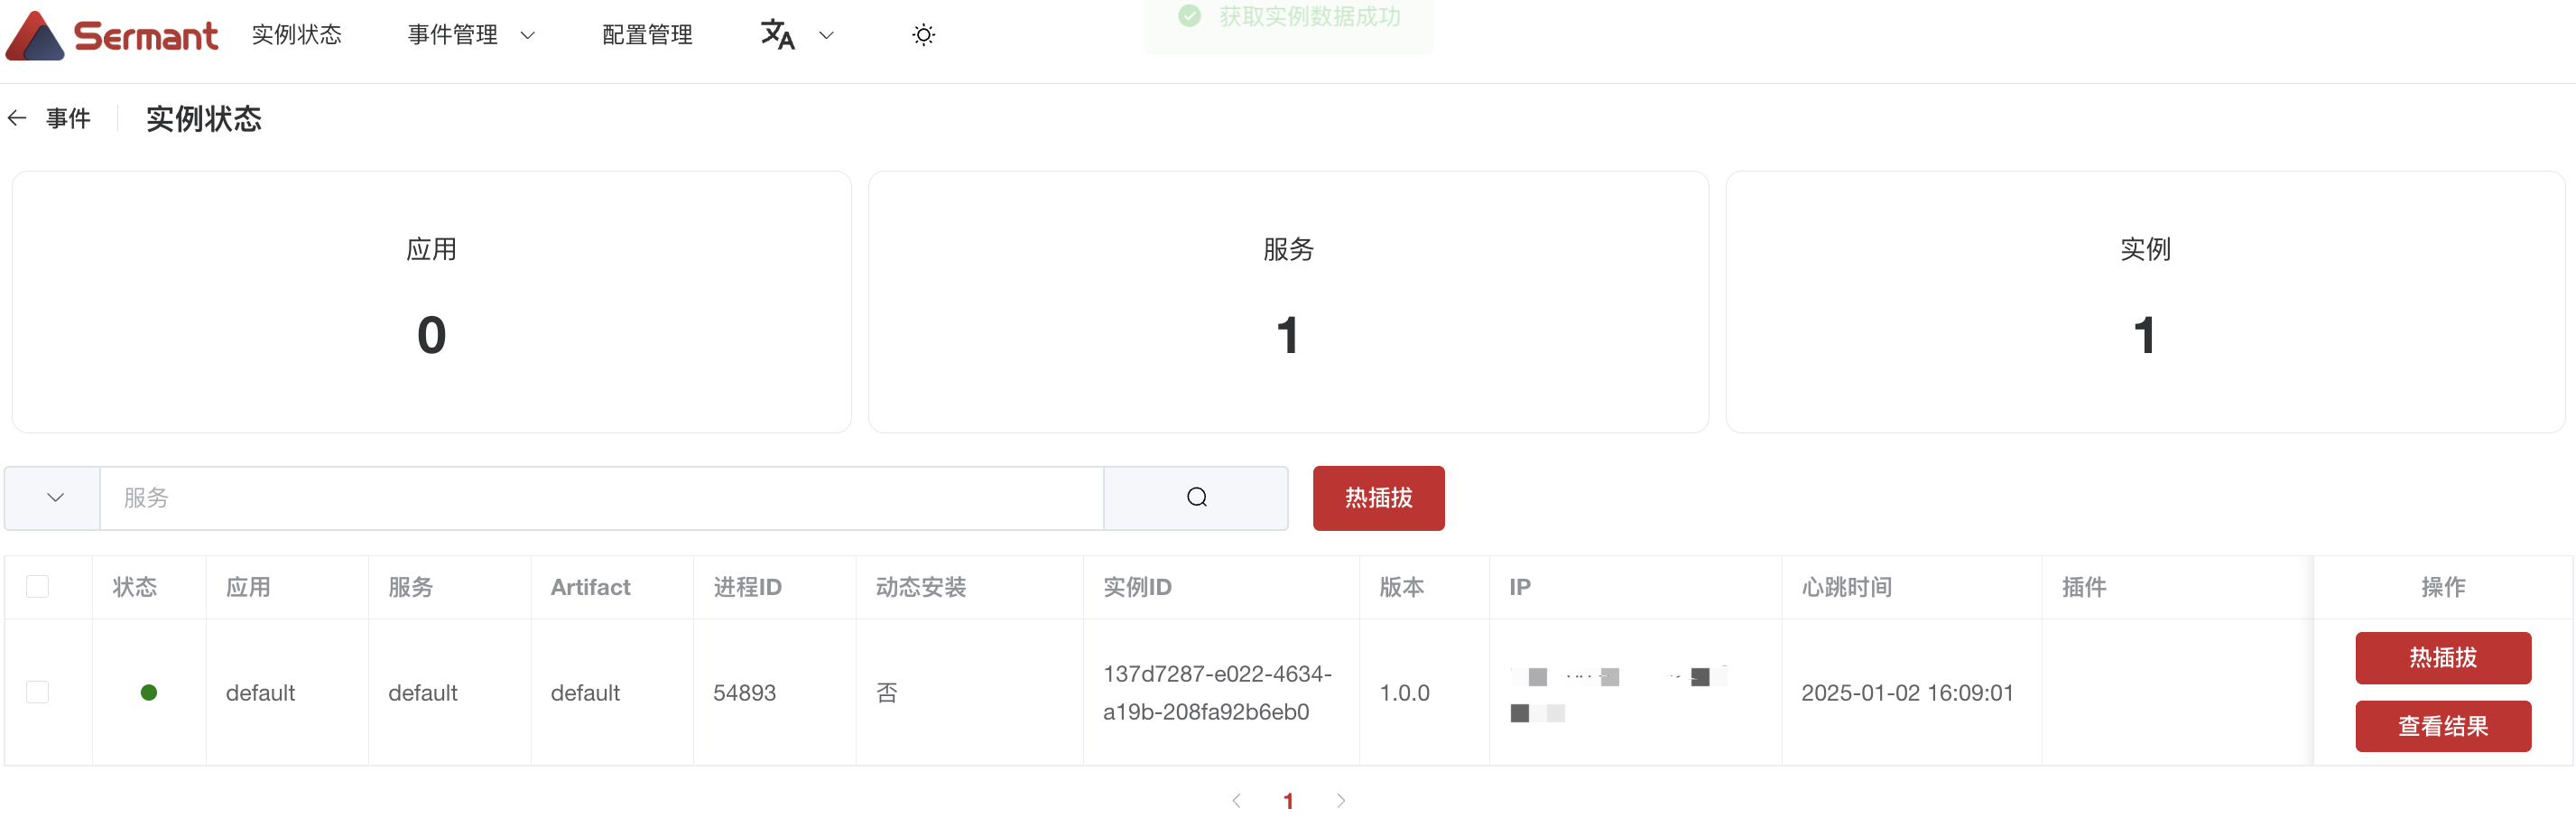 Sermant 实例状态 事件管理 配置管理 获取实例数据成功
事件 实例状态
应用 服务 实例
0 1 1
服务 热插拔
状态 应用 服务 Artifact 进程ID 动态安装 实例ID 版本 IP 心跳时间 插件 操作
default default default 54893 否 137d7287-e022-4634- 1.0.0 2025-01-02 16:09:01 热插拔
a19b-208fa92b6eb0 查看结果
1